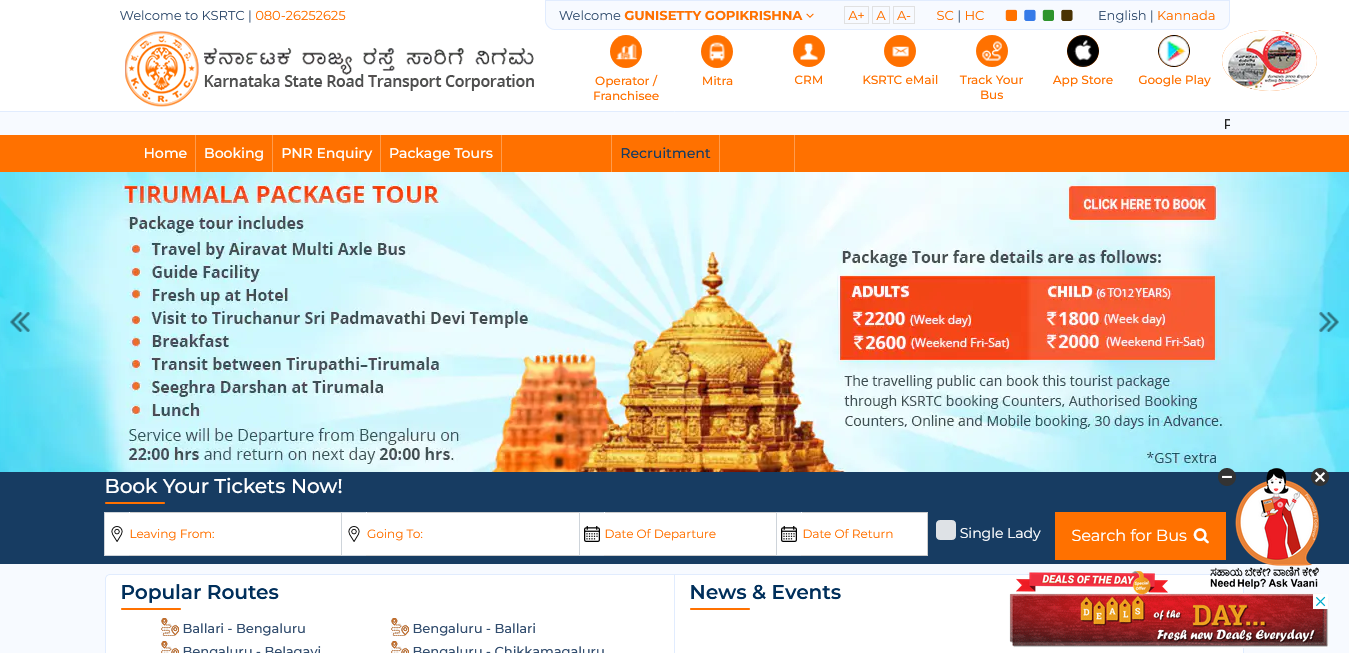 Welcome to KSRTC | 080-26252625
Welcome GUNISETTY GOPIKRISHNA
A+ A A-
SC | HC
English | Kannada
ಕರ್ನಾಟಕ ರಾಜ್ಯ ರಸ್ತೆ ಸಾರಿಗೆ ನಿಗಮ
Karnataka State Road Transport Corporation
K.S.R.T.C
Operator /
Franchisee
Mitra
CRM
KSRTC eMail
Track Your
Bus
App Store
Google Play
Home
Booking
PNR Enquiry
Package Tours
Recruitment
TIRUMALA PACKAGE TOUR
Package tour includes
Travel by Airavat Multi Axle Bus
Guide Facility
Fresh up at Hotel
Visit to Tiruchanur Sri Padmavathi Devi Temple
Breakfast
Transit between Tirupathi–Tirumala
Seeghra Darshan at Tirumala
Lunch
Service will be Departure from Bengaluru on
22:00 hrs and return on next day 20:00 hrs.
CLICK HERE TO BOOK
Package Tour fare details are as follows:
ADULTS
₹2200 (Week day)
₹2600 (Weekend Fri-Sat)
CHILD (6 TO12 YEARS)
₹1800 (Week day)
₹2000 (Weekend Fri-Sat)
The travelling public can book this tourist package
through KSRTC booking Counters, Authorised Booking
Counters, Online and Mobile booking, 30 days in Advance.
*GST extra
Book Your Tickets Now!
Leaving From:
Going To:
Date Of Departure
Date Of Return
Single Lady
Search for Bus
ಸಹಾಯ ಬೇಕೇ? ವಾಣಿಗೆ ಕೇಳಿ
Need Help? Ask Vaani
Popular Routes
Ballari - Bengaluru
Bengaluru - Ballari
Bengaluru - Belagavi
Bengaluru - Chikkamagaluru
News & Events
DEALS OF THE DAY
Special
Offer
DEALS of the DAY...
Fresh new Deals Everyday!